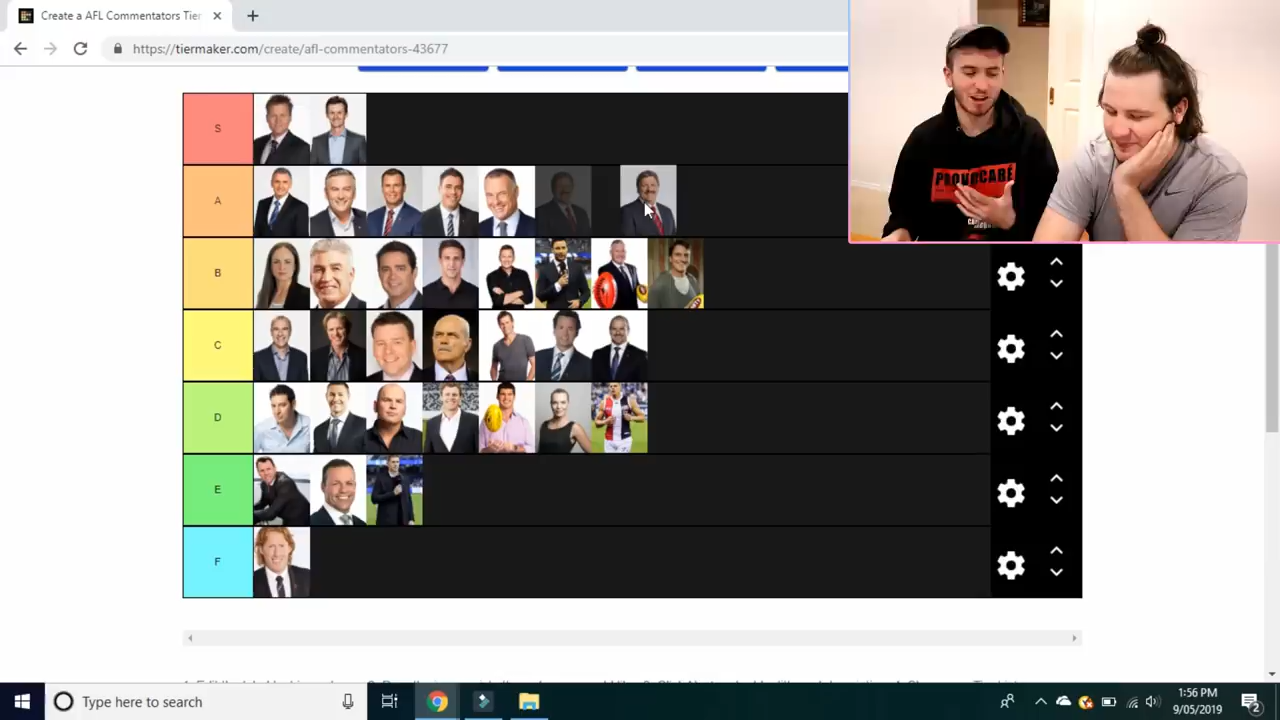 Create a AFL Commentators Tier
https://tiermaker.com/create/afl-commentators-43677
S
A
B
C
D
E
F
Type here to search
1:56 PM
9/05/2019
2